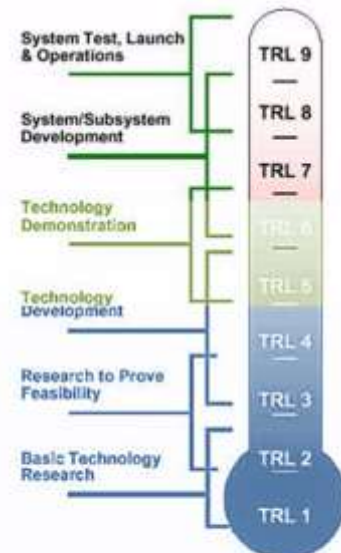 System Test, Launch
& Operations
System/Subsystem
Development
Technology
Demonstration
Technology
Development
Research to Prove
Feasibility
Basic Technology
Research
TRL 9
TRL 8
TRL 7
TRL 6
TRL 5
TRL 4
TRL 3
TRL 2
TRL 1